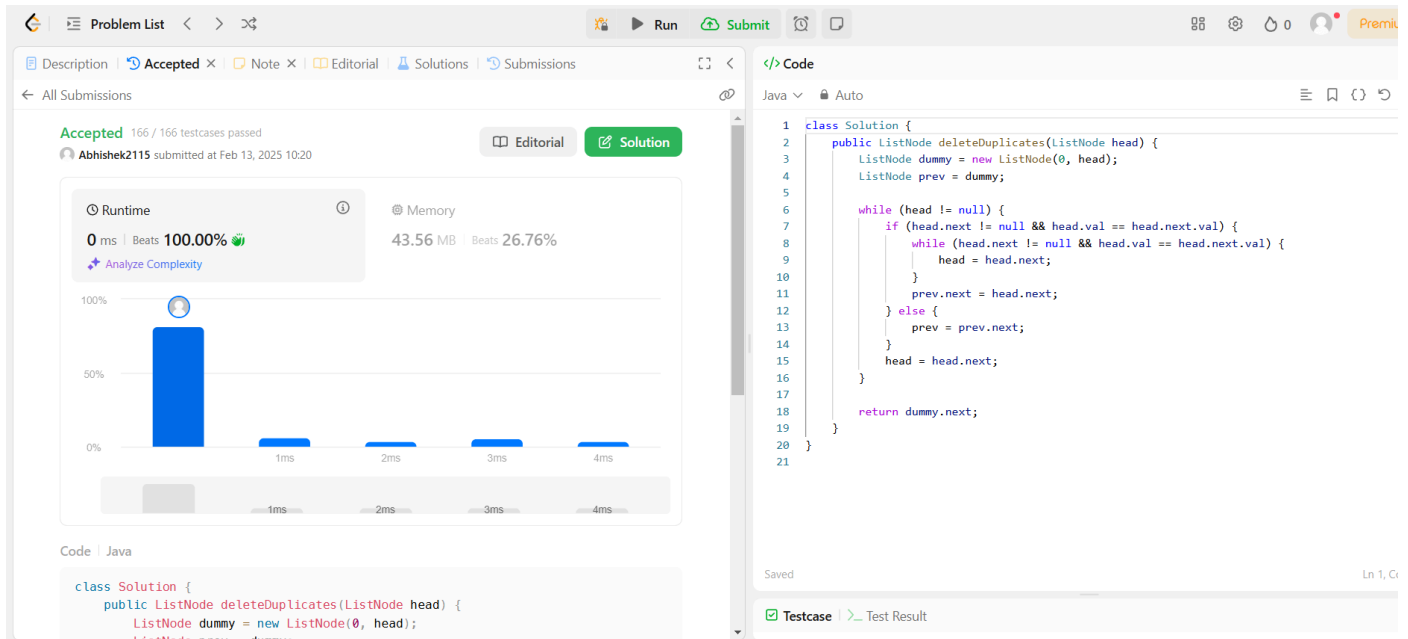 Problem List
Run
Submit
0
Premiu
Description
Accepted
Note
Editorial
Solutions
Submissions
All Submissions
Accepted 166 / 166 testcases passed
Abhishek2115 submitted at Feb 13, 2025 10:20
Editorial
Solution
Runtime
0 ms | Beats 100.00%
Analyze Complexity
Memory
43.56 MB | Beats 26.76%
100%
50%
0%
1ms 2ms 3ms 4ms
1ms 2ms 3ms 4ms
Code | Java
class Solution {
    public ListNode deleteDuplicates(ListNode head) {
        ListNode dummy = new ListNode(0, head);
</> Code
Java
Auto
1 class Solution {
2     public ListNode deleteDuplicates(ListNode head) {
3         ListNode dummy = new ListNode(0, head);
4         ListNode prev = dummy;
5
6         while (head != null) {
7             if (head.next != null && head.val == head.next.val) {
8                 while (head.next != null && head.val == head.next.val) {
9                     head = head.next;
10                 }
11                 prev.next = head.next;
12             } else {
13                 prev = prev.next;
14             }
15             head = head.next;
16         }
17
18         return dummy.next;
19     }
20 }
21
Saved
Ln 1, Co
Testcase
Test Result